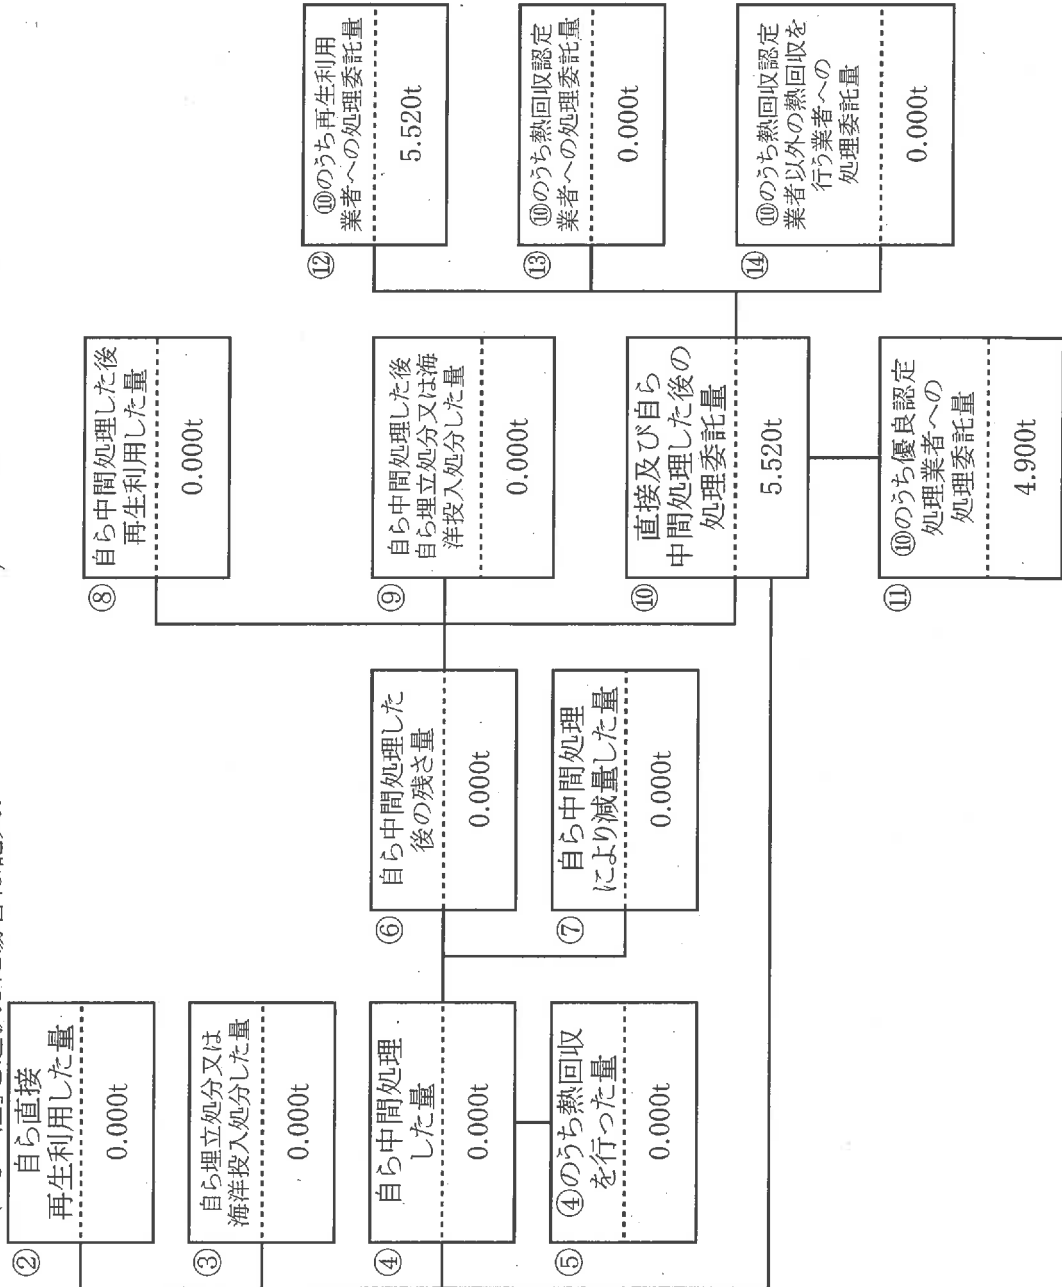 ②
自ら直接
再生利用した量
0.000t
③
自ら埋立処分又は
海洋投入処分した量
0.000t
④
自ら中間処理
した量
0.000t
⑤
④のうち熱回収
を行った量
0.000t
⑥
自ら中間処理した
後の残さ量
0.000t
⑦
自ら中間処理
により減量した量
0.000t
⑧
自ら中間処理した後
再生利用した量
0.000t
⑨
自ら中間処理した後
自ら埋立処分又は海
洋投入処分した量
0.000t
⑩
直接及び自ら
中間処理した後の
処理委託量
5.520t
⑪
⑩のうち優良認定
処理業者への
処理委託量
4.900t
⑫
⑩のうち再生利用
業者への処理委託量
5.520t
⑬
⑩のうち熱回収認定
業者への処理委託量
0.000t
⑭
⑩のうち熱回収認定
業者以外の熱回収を
行う業者への
処理委託量
0.000t